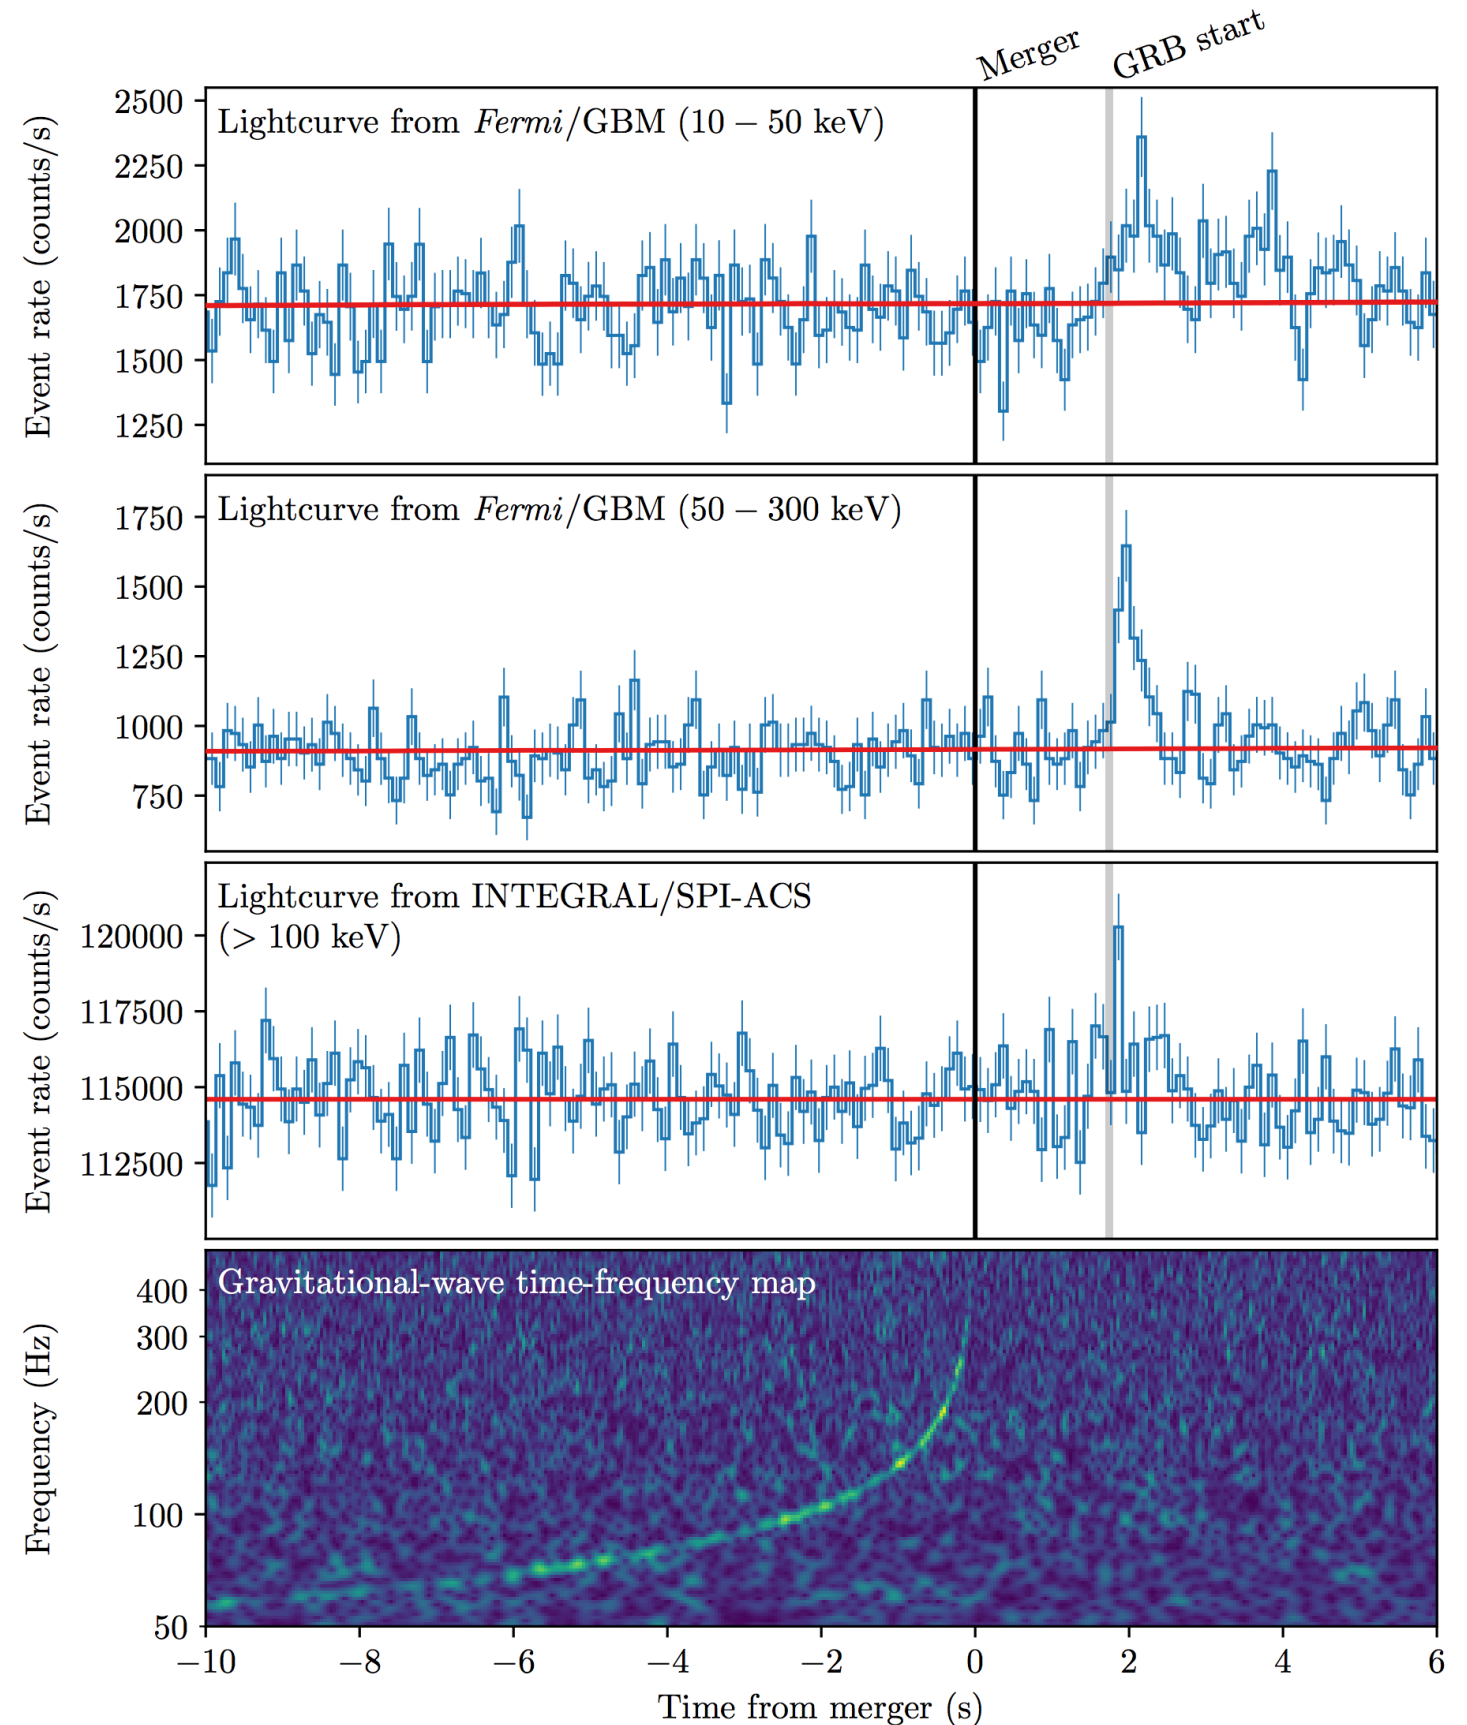 Merger
GRB start
Lightcurve from Fermi/GBM (10 – 50 keV)
2500
2250
2000
1750
1500
1250
Event rate (counts/s)
Lightcurve from Fermi/GBM (50 – 300 keV)
1750
1500
1250
1000
750
Event rate (counts/s)
Lightcurve from INTEGRAL/SPI-ACS
(> 100 keV)
120000
117500
115000
112500
Event rate (counts/s)
Gravitational-wave time-frequency map
400
300
200
100
50
Frequency (Hz)
−10 −8 −6 −4 −2 0 2 4 6
Time from merger (s)